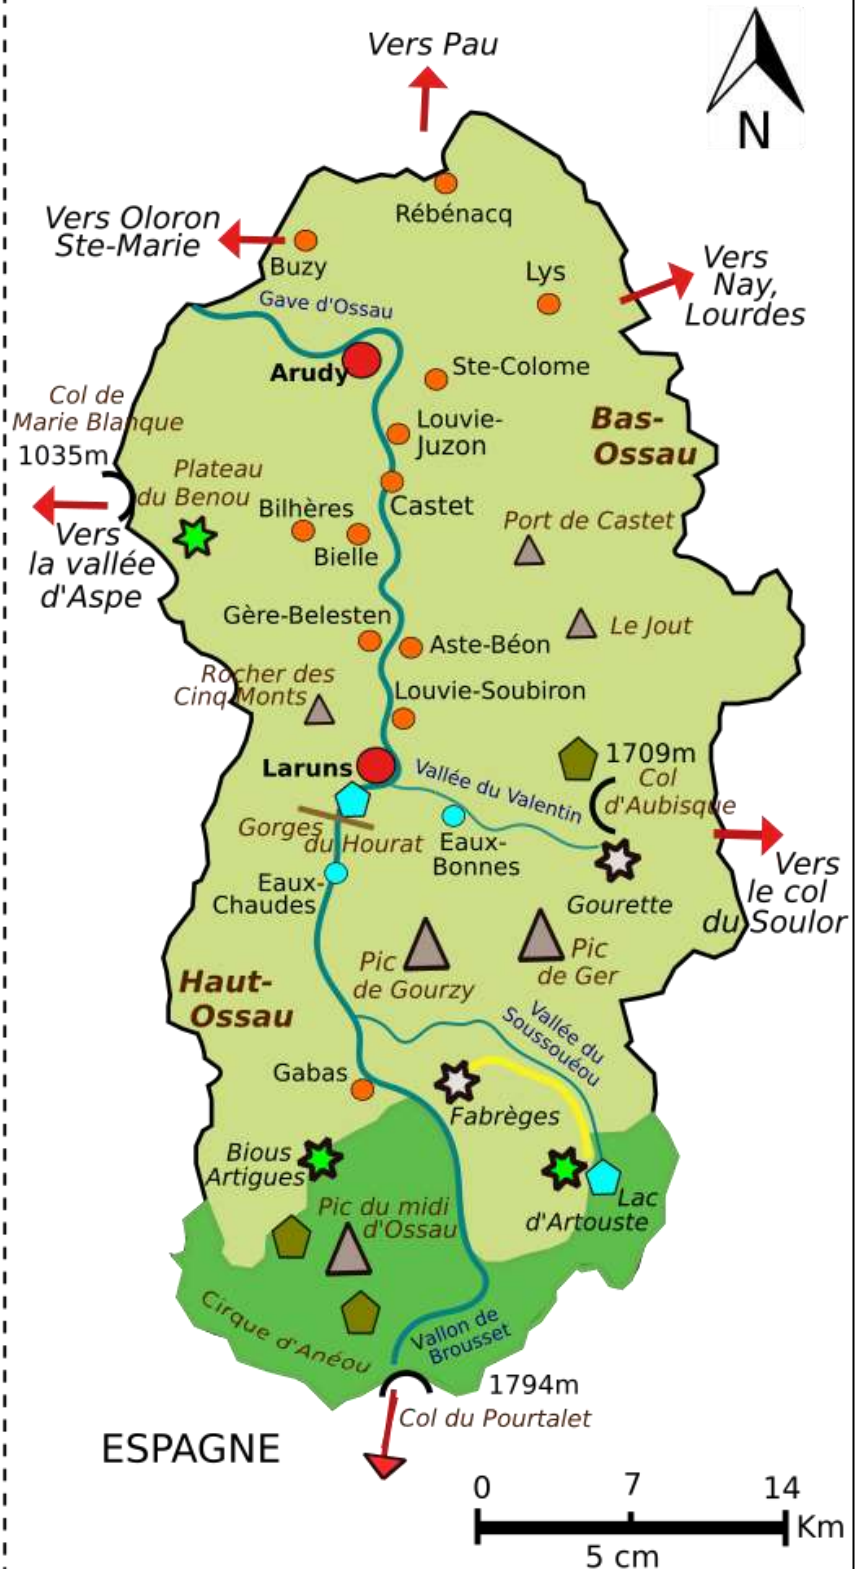 Vers Pau
N
Rébénacq
Vers Oloron
Ste-Marie
Buzy
Lys
Vers
Nay,
Lourdes
Gave d'Ossau
Arudy
Ste-Colome
Col de
Marie Blanque
1035m
Louvie-
Juzon
Bas-
Ossau
Plateau
du Benou
Bilhères
Castet
Port de Castet
Vers
la vallée
d'Aspe
Bielle
Gère-Belesten
Aste-Béon
Le Jout
Rocher des
Cinq Monts
Louvie-Soubiron
Laruns
Vallée du Valentin
1709m
Col
d'Aubisque
Gorges
du Hourat
Eaux-
Bonnes
Vers
le col
du Soulor
Eaux-
Chaudes
Gourette
Pic
de Gourzy
Pic
de Ger
Haut-
Ossau
Vallée du
Soussouéou
Gabas
Fabrèges
Bious
Artigues
Lac
d'Artouste
Pic du midi
d'Ossau
Cirque d'Anéou
Vallon de
Brousset
1794m
Col du Pourtalet
ESPAGNE
0 7 14
Km
5 cm